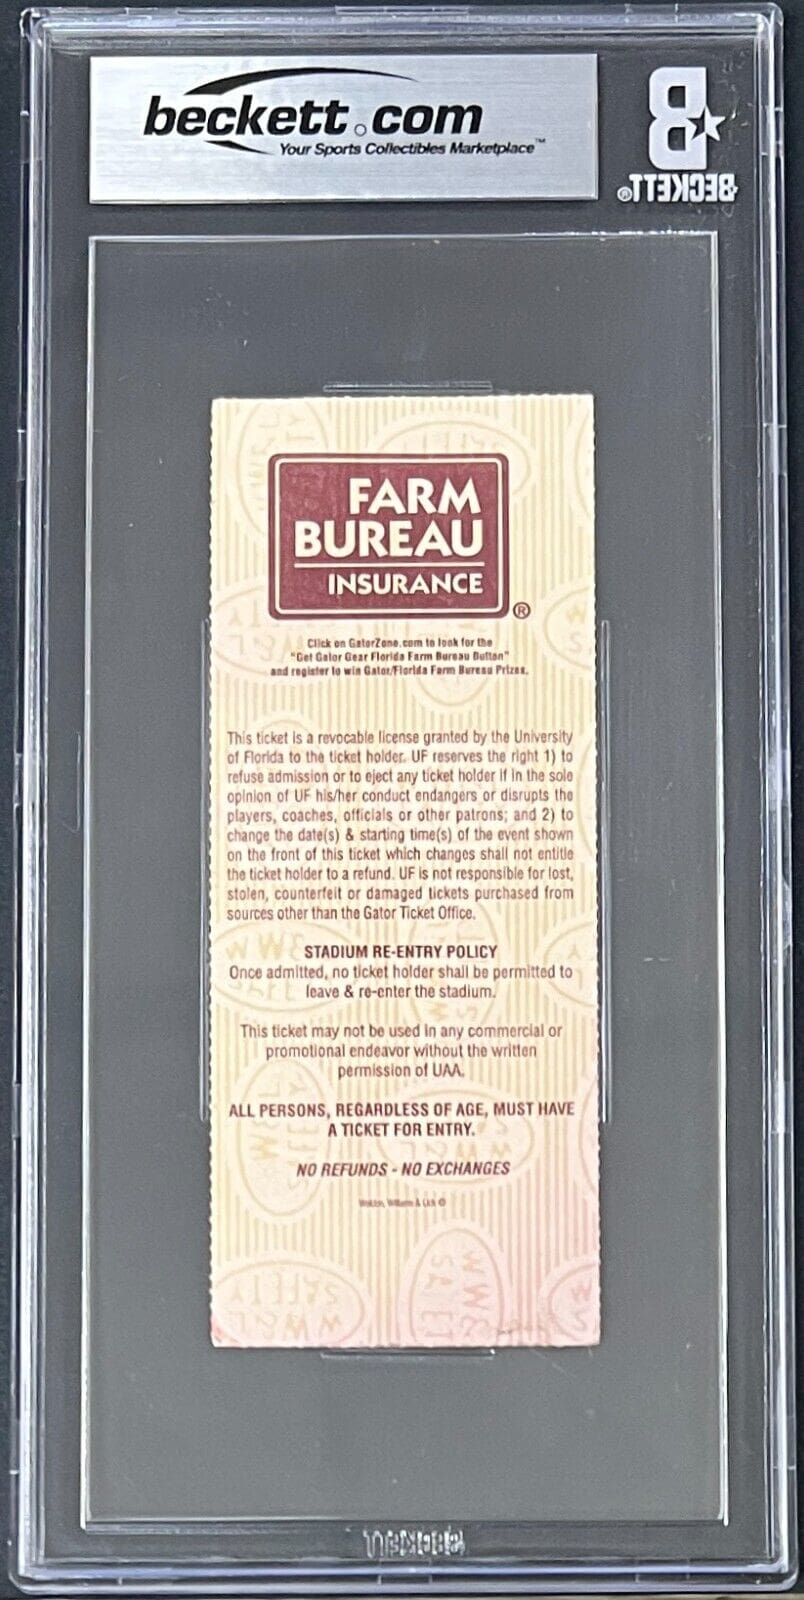 beckett.com
Your Sports Collectibles Marketplace™
BECKETT®
FARM
BUREAU
INSURANCE
®
Click on GatorZone.com to look for the
"Get Gator Gear Florida Farm Bureau Button"
and register to win Gator/Florida Farm Bureau Prizes.
This ticket is a revocable license granted by the University
of Florida to the ticket holder. UF reserves the right 1) to
refuse admission or to eject any ticket holder if in the sole
opinion of UF his/her conduct endangers or disrupts the
players, coaches, officials or other patrons; and 2) to
change the date(s) & starting time(s) of the event shown
on the front of this ticket which changes shall not entitle
the ticket holder to a refund. UF is not responsible for lost,
stolen, counterfeit or damaged tickets purchased from
sources other than the Gator Ticket Office.
STADIUM RE-ENTRY POLICY
Once admitted, no ticket holder shall be permitted to
leave & re-enter the stadium.
This ticket may not be used in any commercial or
promotional endeavor without the written
permission of UAA.
ALL PERSONS, REGARDLESS OF AGE, MUST HAVE
A TICKET FOR ENTRY.
NO REFUNDS - NO EXCHANGES
Weldon, Williams & Lick ©
WW&L
SAFETY
BECKETT